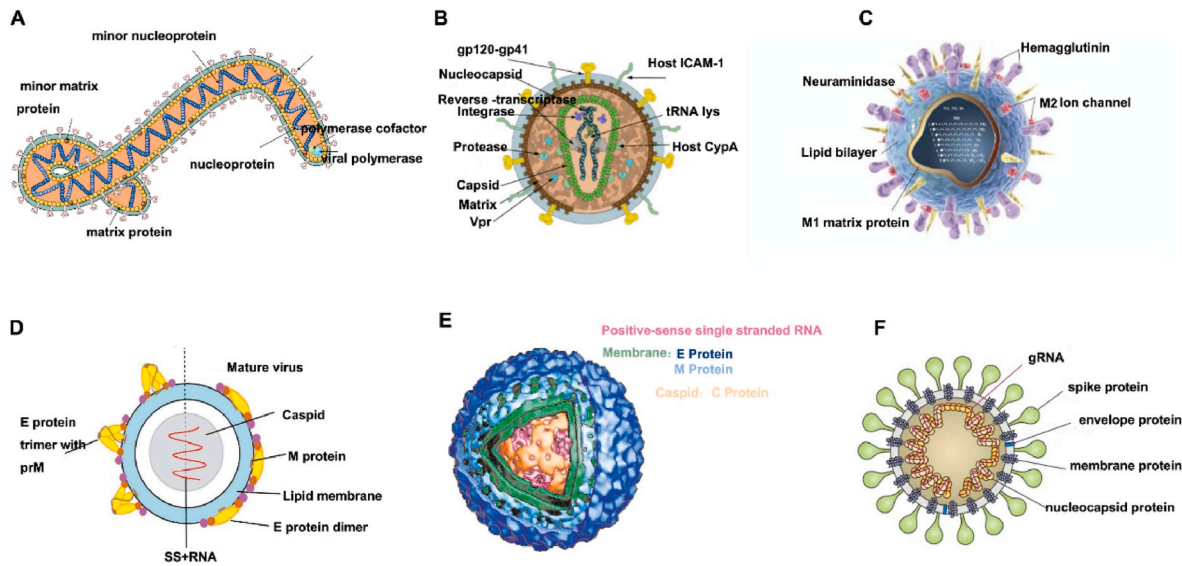 A
minor nucleoprotein
minor matrix
protein
polymerase cofactor
nucleoprotein
viral polymerase
matrix protein
B
gp120-gp41
Host ICAM-1
Nucleocapsid
Reverse -transcriptase
Integrase
tRNA lys
Protease
Host CypA
Capsid
Matrix
Vpr
C
Hemagglutinin
Neuraminidase
M2 Ion channel
Lipid bilayer
M1 matrix protein
D
Mature virus
E protein
trimer with
prM
Caspid
M protein
Lipid membrane
E protein dimer
SS+RNA
E
Positive-sense single stranded RNA
Membrane: E Protein
M Protein
Caspid: C Protein
F
gRNA
spike protein
envelope protein
membrane protein
nucleocapsid protein